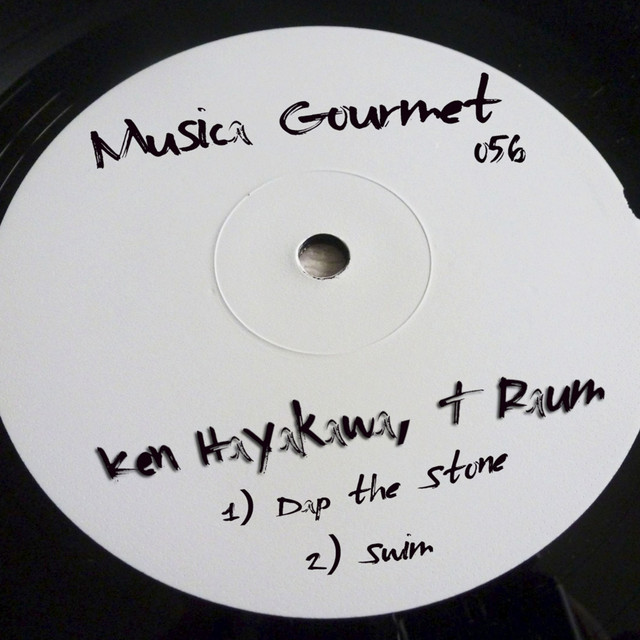 Musica Gourmet
056
Ken Hayakawa, + Raum
1) Dap the Stone
2) Swim